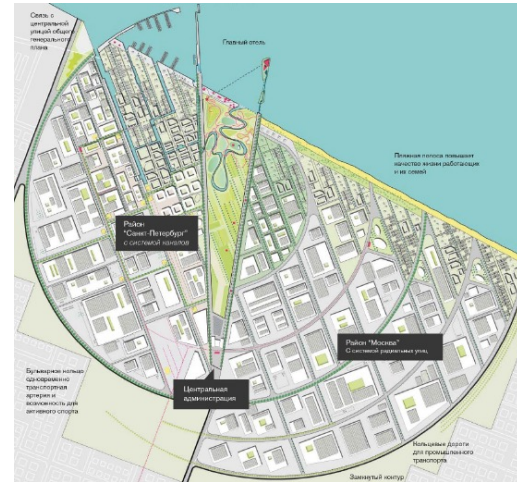 Связь с
центральной
улицей общего
генерального
плана
Главный отель
Пляжная полоса повышает
качество жизни работающих
и их семей
Район
"Санкт-Петербург"
с системой каналов
Район "Москва"
С системой радиальных улиц
Центральная
администрация
Бульварное кольцо
одновременно
транспортная
артерия и
возможность для
активного спорта
Кольцевые дороги
для промышленного
транспорта
Замкнутый контур